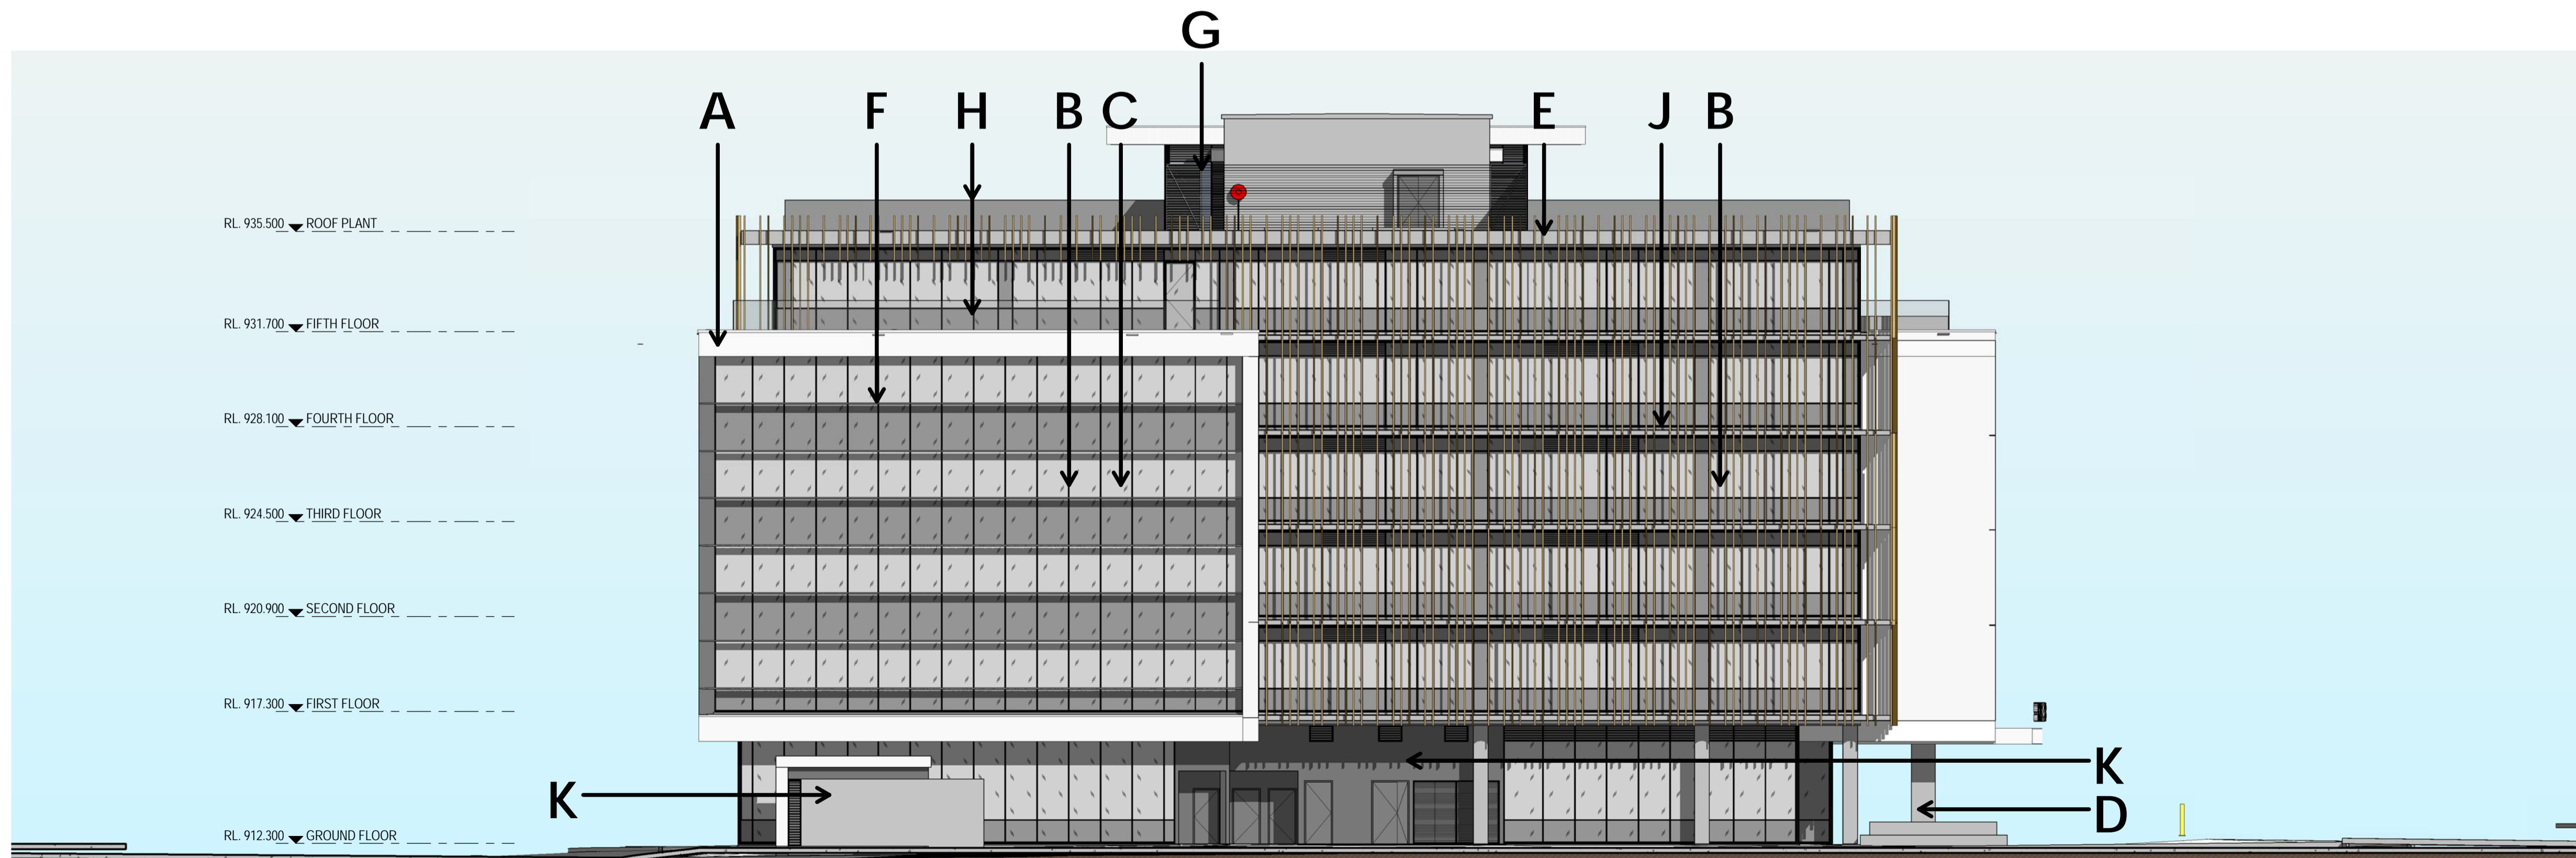 G
A F H B C E J B
RL. 935.500 ROOF PLANT
RL. 931.700 FIFTH FLOOR
RL. 928.100 FOURTH FLOOR
RL. 924.500 THIRD FLOOR
RL. 920.900 SECOND FLOOR
RL. 917.300 FIRST FLOOR
K
K
D
RL. 912.300 GROUND FLOOR